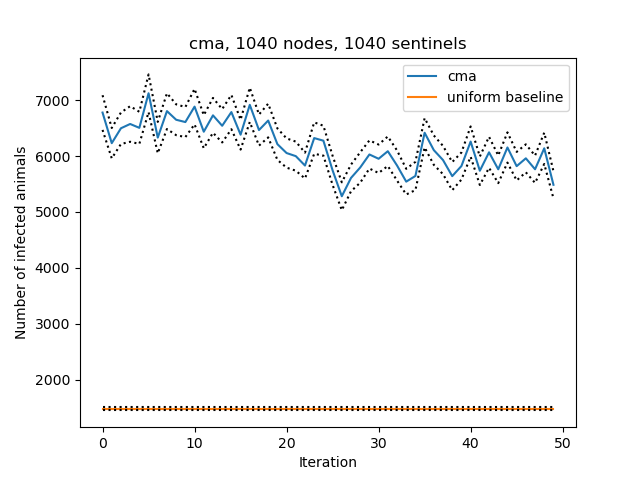 cma, 1040 nodes, 1040 sentinels
cma
uniform baseline
Number of infected animals
7000
6000
5000
4000
3000
2000
0
10
20
30
40
50
Iteration